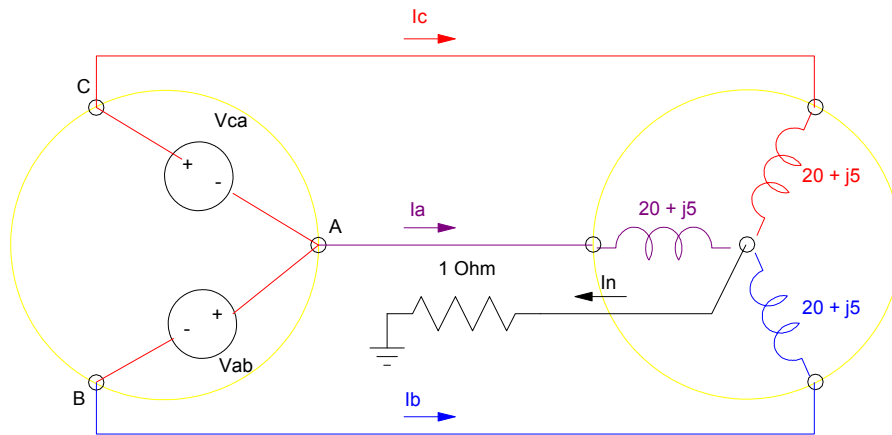 Ic
C
Vca
+
-
20 + j5
Ia
20 + j5
A
1 Ohm
In
+
-
20 + j5
Vab
B
Ib